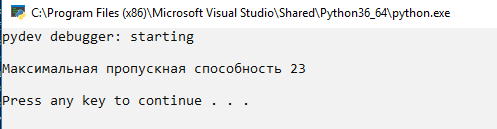 C:\Program Files (x86)\Microsoft Visual Studio\Shared\Python36_64\python.exe
pydev debugger: starting
Максимальная пропускная способность 23
Press any key to continue . . .